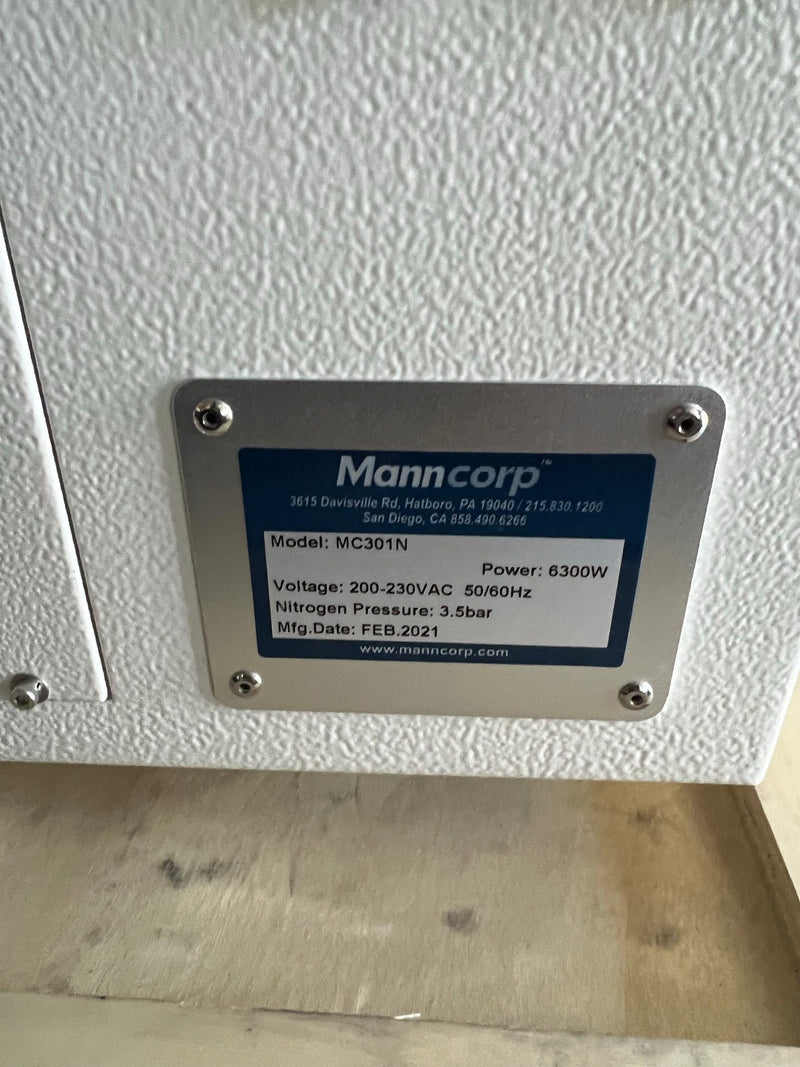 Manncorp™
3615 Davisville Rd, Hatboro, PA 19040 / 215.830.1200
San Diego, CA 858.490.6266
Model: MC301N
Power: 6300W
Voltage: 200-230VAC 50/60Hz
Nitrogen Pressure: 3.5bar
Mfg.Date: FEB.2021
www.manncorp.com